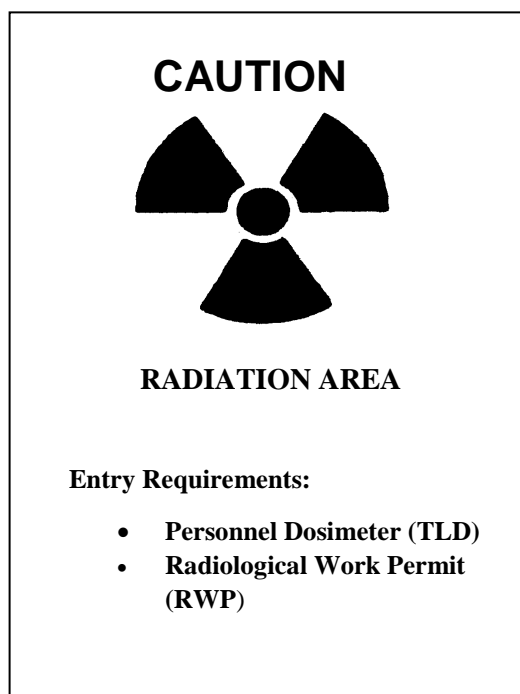 CAUTION
RADIATION AREA
Entry Requirements:
• Personnel Dosimeter (TLD)
• Radiological Work Permit
(RWP)